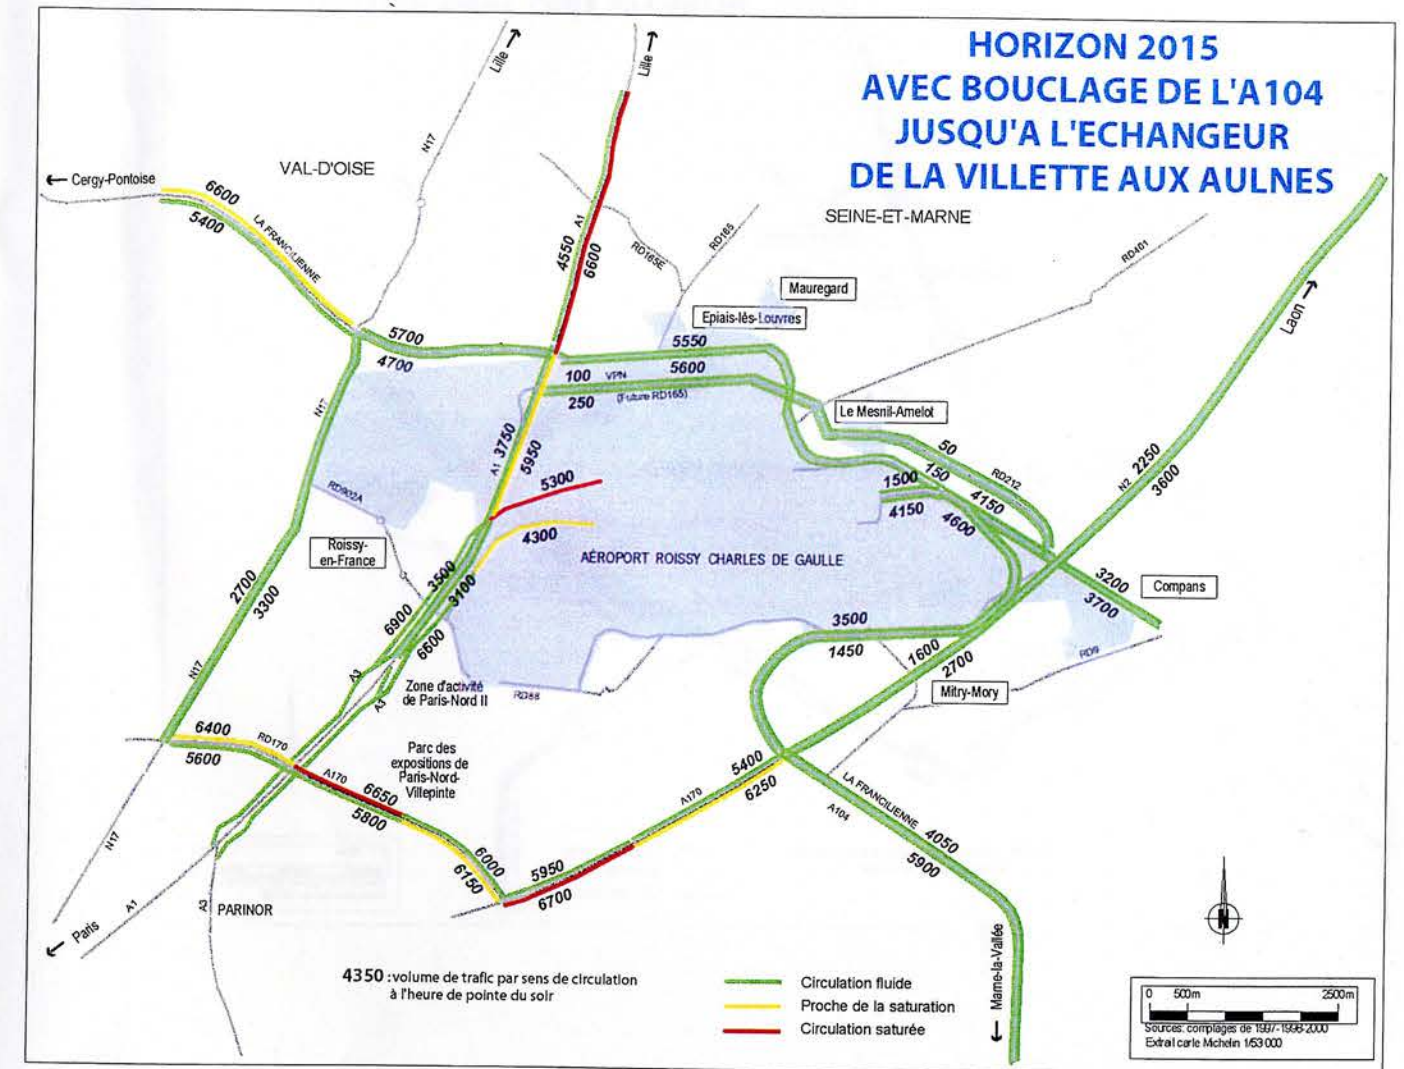 HORIZON 2015
AVEC BOUCLAGE DE L'A104
JUSQU'A L'ECHANGEUR
DE LA VILLETTE AUX AULNES
Lille
Lille
N17
VAL-D'OISE
← Cergy-Pontoise
6600
5400
LA FRANCILIENNE
SEINE-ET-MARNE
A1
4550
6600
RD165E
RD165
RD401
Mauregard
Epiais-lès-Louvres
Laon
5700
4700
5550
5600
100
VPN
250
(Future RD165)
N17
Le Mesnil-Amelot
A1
3750
5950
50
RD212
150
4150
N2
2250
3600
5300
1500
4150
4600
RD902A
4300
Roissy-
en-France
AÉROPORT ROISSY CHARLES DE GAULLE
2700
3300
3500
3100
3200
3700
Compans
6900
6600
3500
1450
1600
2700
RD9
N17
A3
A3
Zone d'activité
de Paris-Nord II
RD88
Mitry-Mory
6400
5600
RD170
Parc des
expositions de
Paris-Nord-
Villepinte
A170
6650
5800
5400
6250
A170
LA FRANCILIENNE
A104
4050
5900
N17
6000
6150
5950
6700
A1
A3
PARINOR
← Paris
N
Marne-la-Vallée
4350 : volume de trafic par sens de circulation
à l'heure de pointe du soir
Circulation fluide
Proche de la saturation
Circulation saturée
0 500m 2500m
Sources: comptages de 1997-1998-2000
Extrait carte Michelin 1/53 000